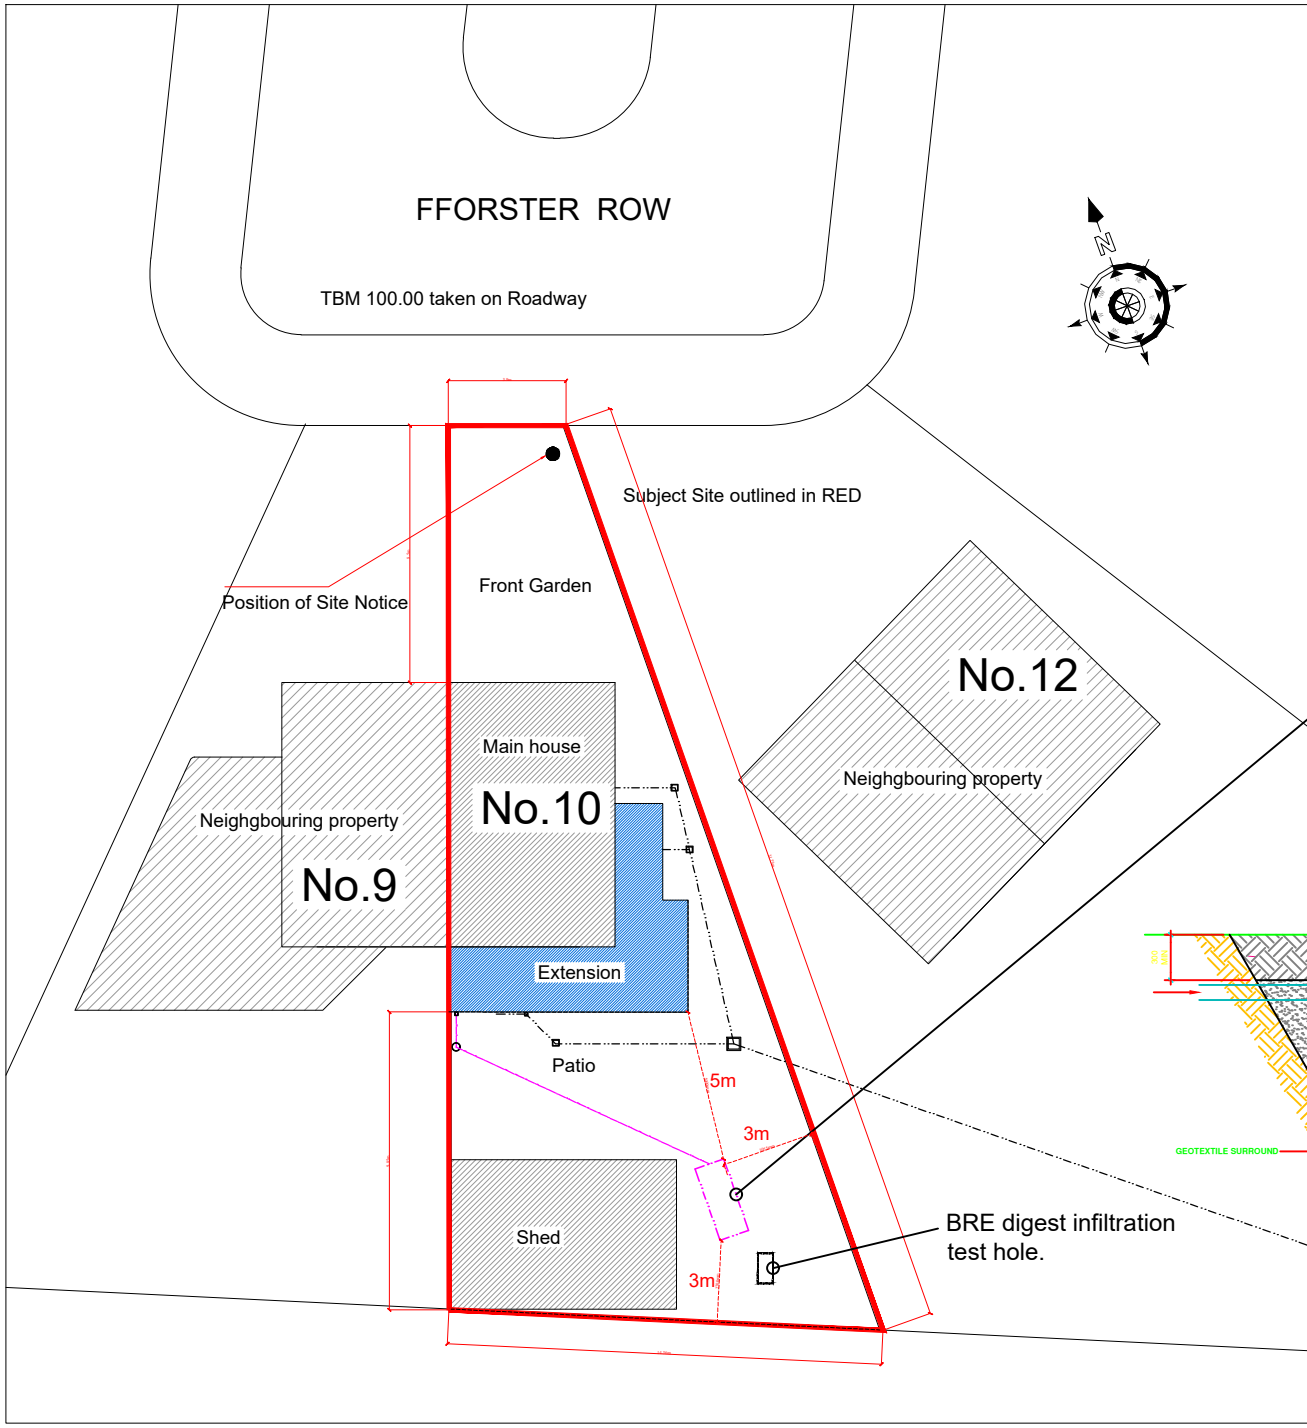 FFORSTER ROW
TBM 100.00 taken on Roadway
N
Subject Site outlined in RED
Front Garden
Position of Site Notice
No.12
Main house
Neighgbouring property
No.10
Neighgbouring property
No.9
Extension
Patio
5m
3m
GEOTEXTILE SURROUND
BRE digest infiltration
test hole.
Shed
3m